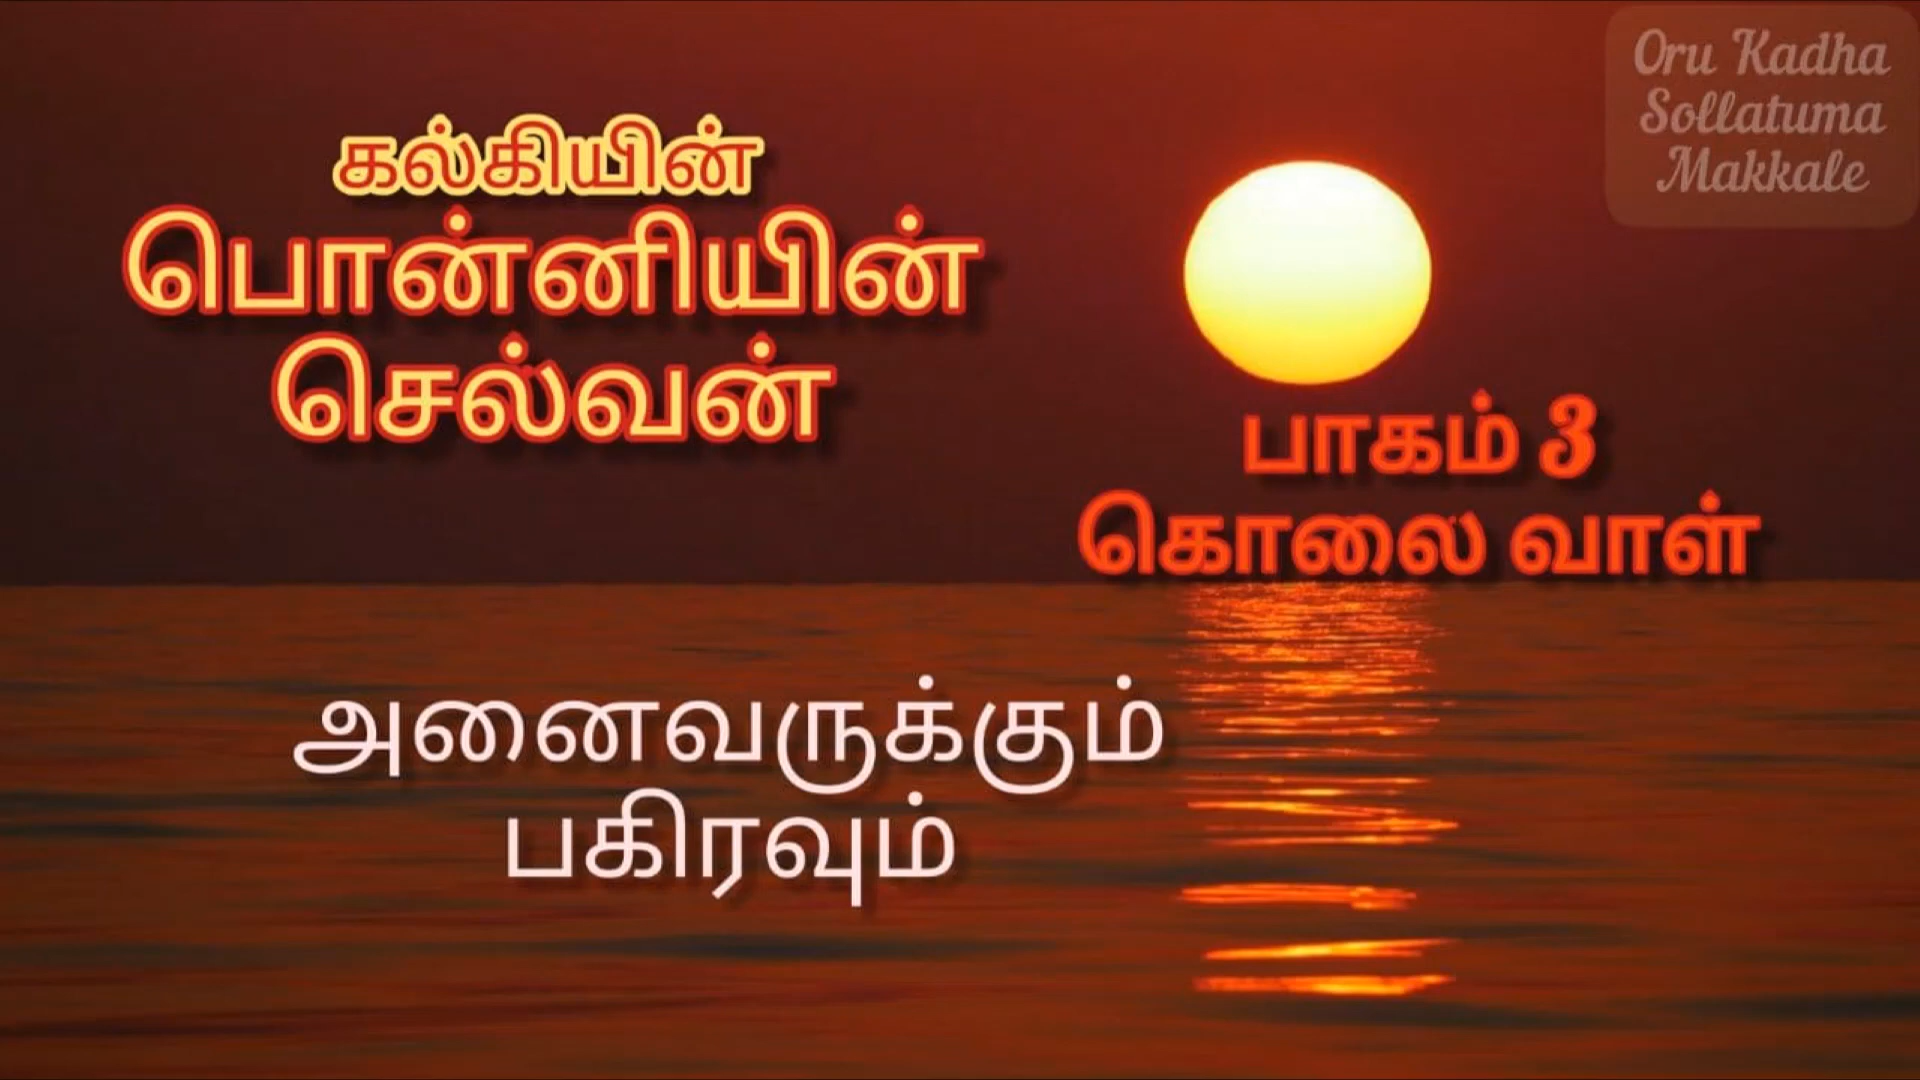 கல்கியின்
பொன்னியின்
செல்வன்
Oru Kadha
Sollatuma
Makkale
பாகம் 3
கொலை வாள்
அனைவருக்கும்
பகிரவும்